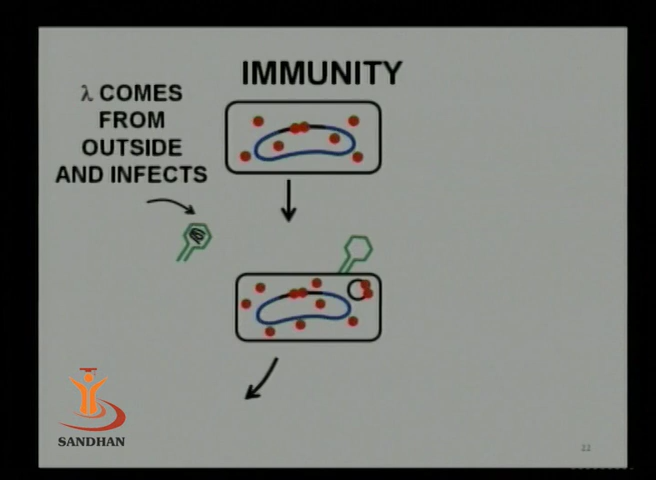 IMMUNITY
λ COMES
FROM
OUTSIDE
AND INFECTS
SANDHAN
22